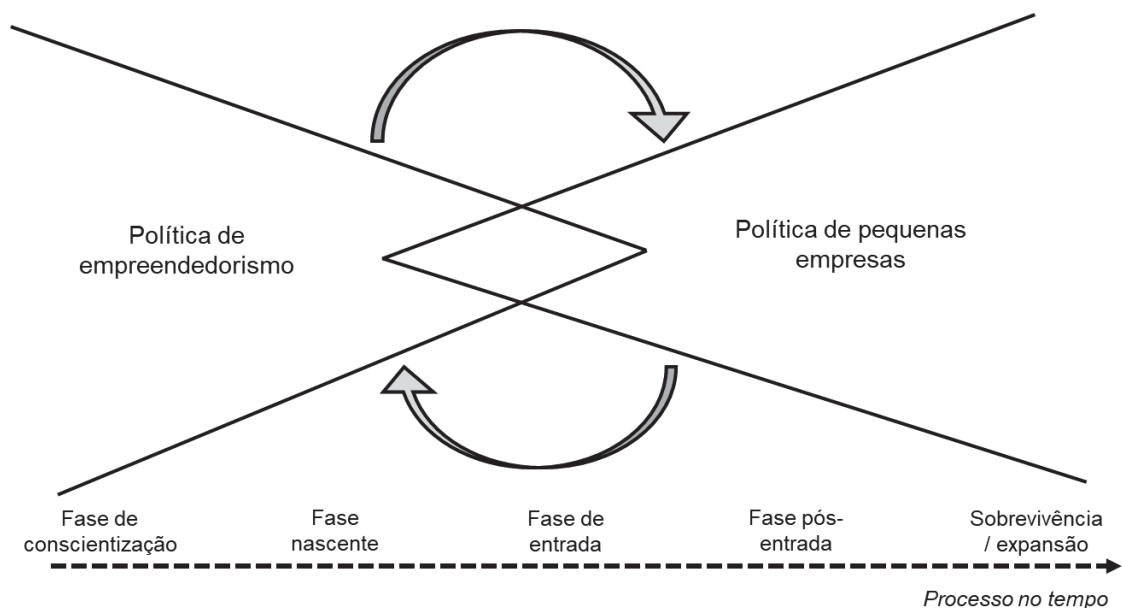 Política de
empreendedorismo
Política de pequenas
empresas
Fase de
conscientização
Fase
nascente
Fase de
entrada
Fase pós-
entrada
Sobrevivência
/ expansão
Processo no tempo